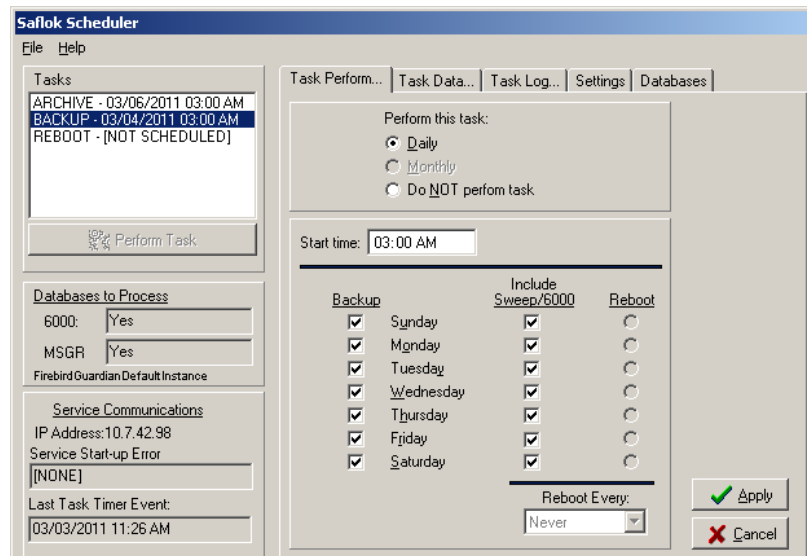 Saflok Scheduler
File Help
Tasks
ARCHIVE - 03/06/2011 03:00 AM
BACKUP - 03/04/2011 03:00 AM
REBOOT - [NOT SCHEDULED]
Perform Task
Databases to Process
6000: Yes
MSGR Yes
Firebird Guardian Default Instance
Service Communications
IP Address:10.7.42.98
Service Start-up Error
[NONE]
Last Task Timer Event:
03/03/2011 11:26 AM
Task Perform... Task Data... Task Log... Settings Databases
Perform this task:
Daily
Monthly
Do NOT perfom task
Start time: 03:00 AM
Backup Include Sweep/6000 Reboot
Sunday
Monday
Tuesday
Wednesday
Thursday
Friday
Saturday
Reboot Every:
Never
Apply
Cancel